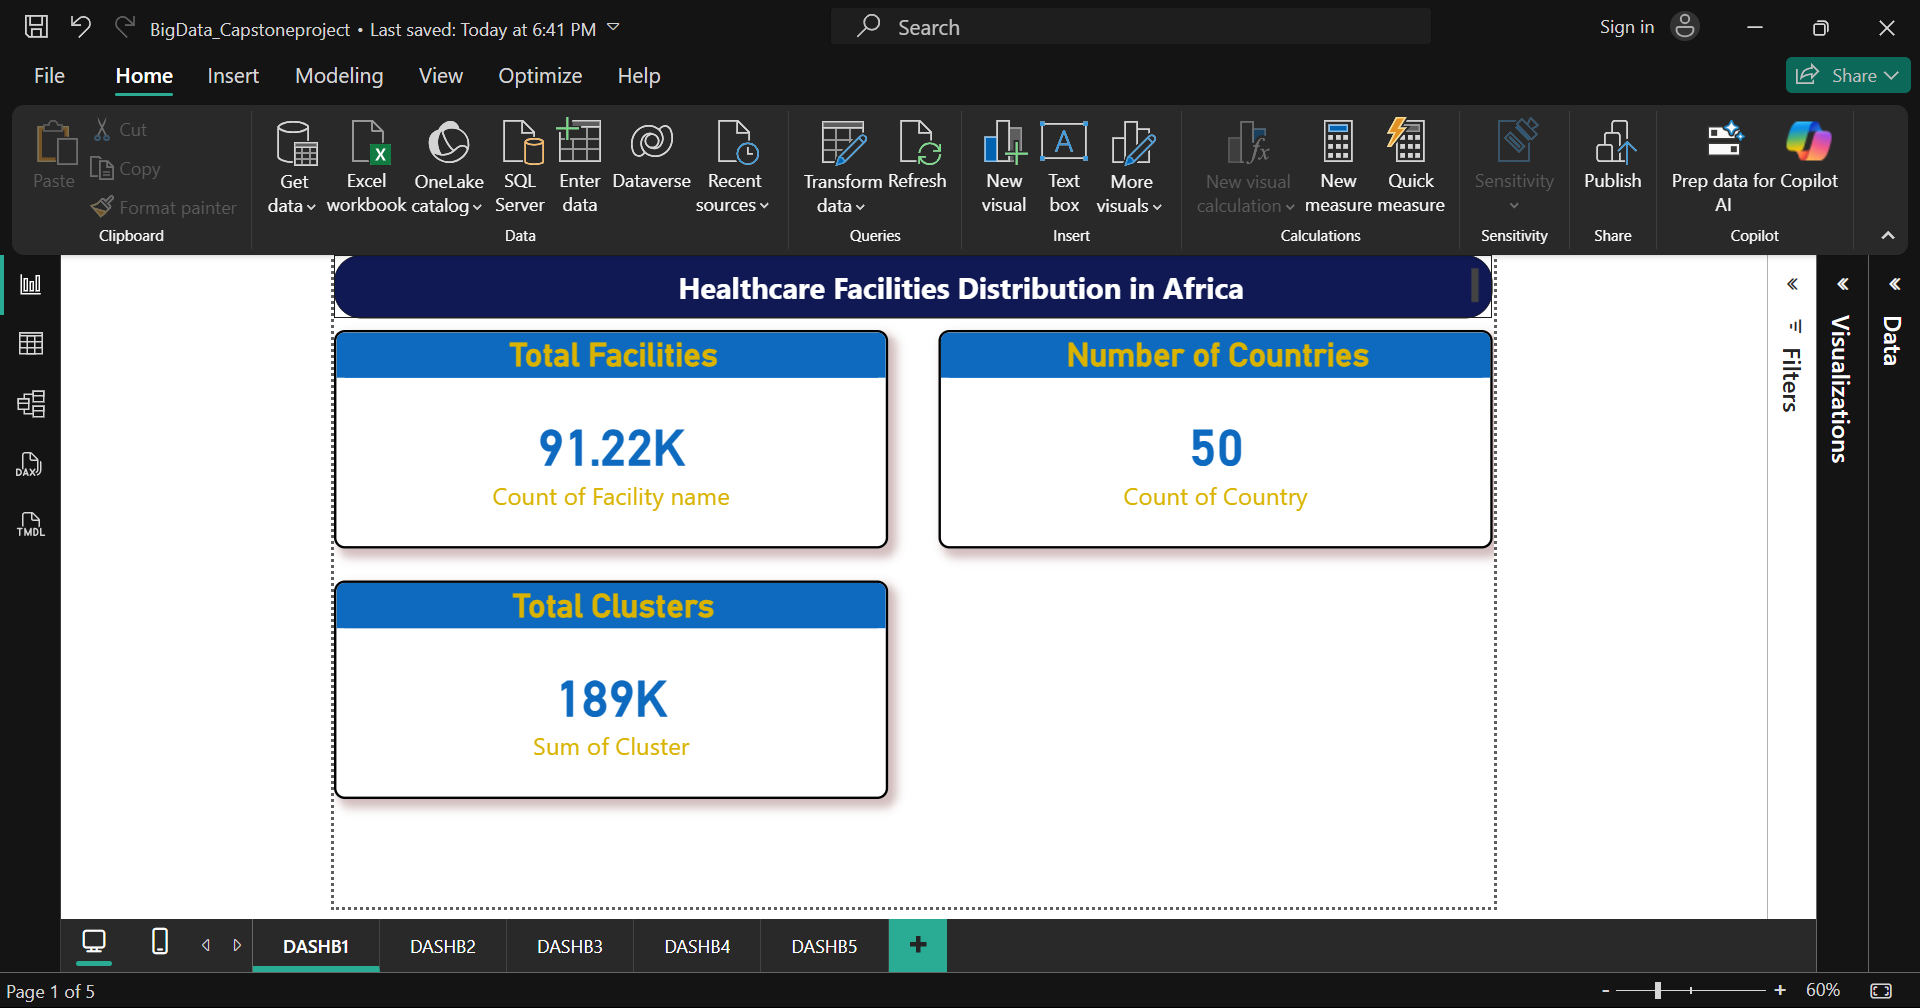 BigData_Capstoneproject • Last saved: Today at 6:41 PM
Search
Sign in
File
Home
Insert
Modeling
View
Optimize
Help
Share
Paste
Cut
Copy
Format painter
Clipboard
Get data
Excel workbook
OneLake catalog
SQL Server
Enter data
Dataverse
Recent sources
Data
Transform data
Refresh
Queries
New visual
A
Text box
More visuals
Insert
fx
New visual calculation
New measure
Quick measure
Calculations
Sensitivity
Sensitivity
Publish
Share
Prep data for AI
Copilot
Copilot
DAX
TMDL
Healthcare Facilities Distribution in Africa
Total Facilities
91.22K
Count of Facility name
Number of Countries
50
Count of Country
Total Clusters
189K
Sum of Cluster
Filters
Visualizations
Data
DASHB1
DASHB2
DASHB3
DASHB4
DASHB5
+
Page 1 of 5
- + 60%